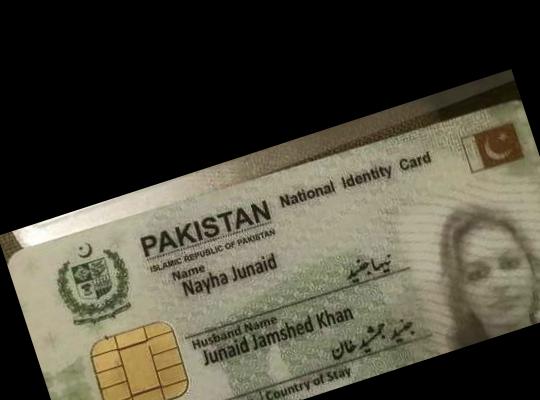 PAKISTAN National Identity Card
ISLAMIC REPUBLIC OF PAKISTAN
Name
Nayha Junaid
نیہا جنید
Husband Name
Junaid Jamshed Khan
جنید جمشید خان
Country of Stay